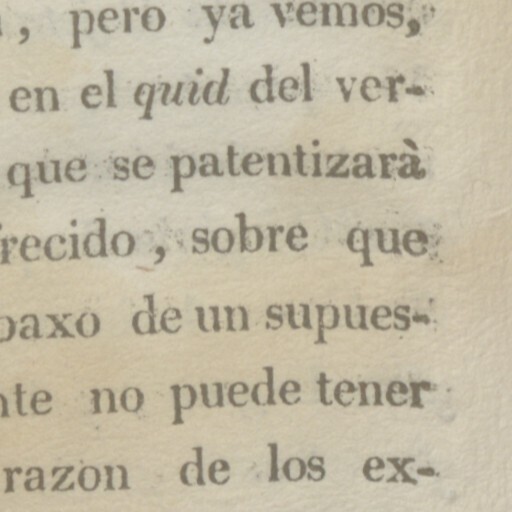 , pero ya vemos,
en el quid del ver-
que se patentizarà
recido, sobre que
baxo de un supues-
nte no puede tener
razon de los ex-